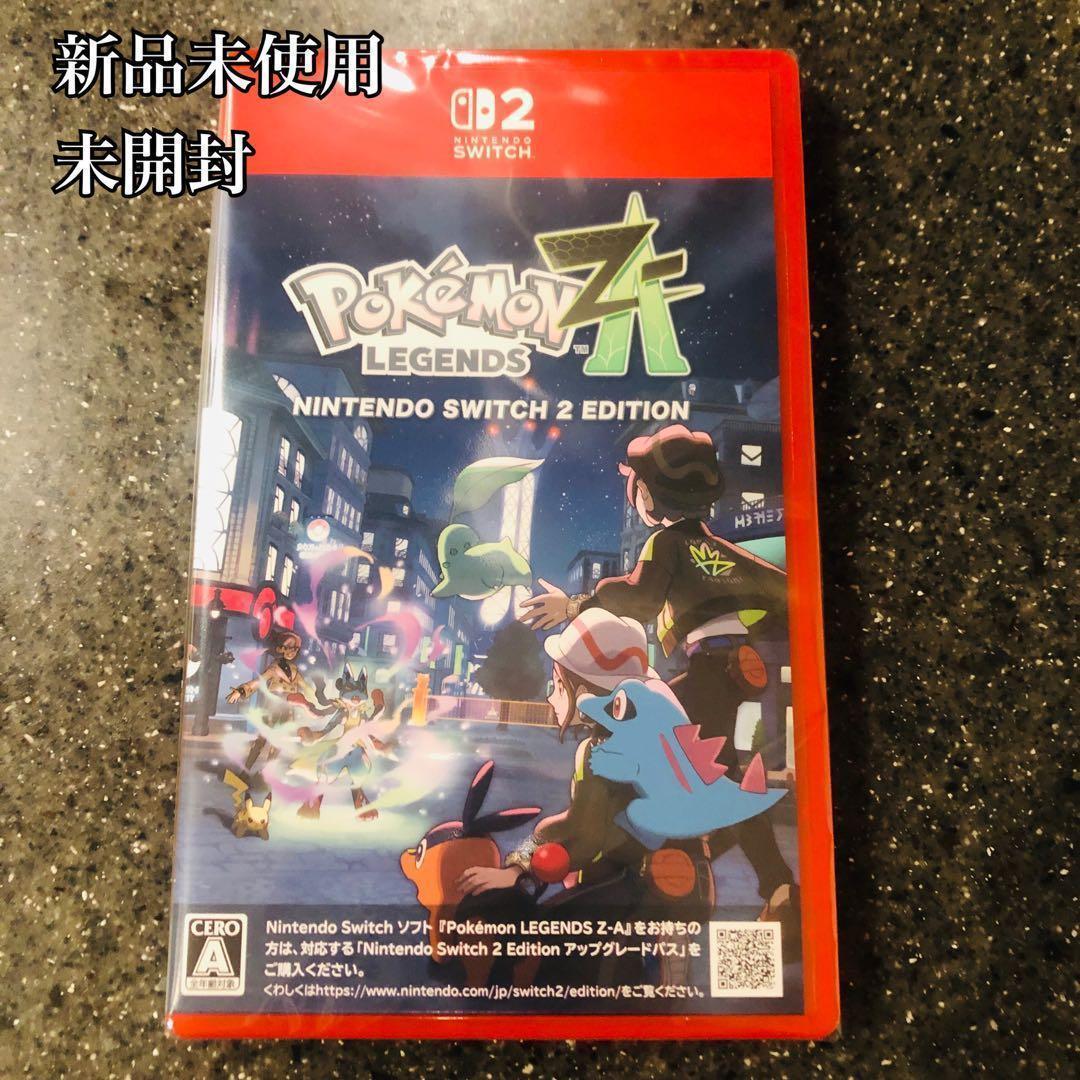 新品未使用
未開封
2
NINTENDO
SWITCH
POKéMON
LEGENDS
Z-A
TM
NINTENDO SWITCH 2 EDITION
CERO
A
全年齢対象
Nintendo Switch ソフト『Pokémon LEGENDS Z-A』をお持ちの
方は、対応する「Nintendo Switch 2 Edition アップグレードパス」を
ご購入ください。
くわしくはhttps://www.nintendo.com/jp/switch2/edition/をご覧ください。